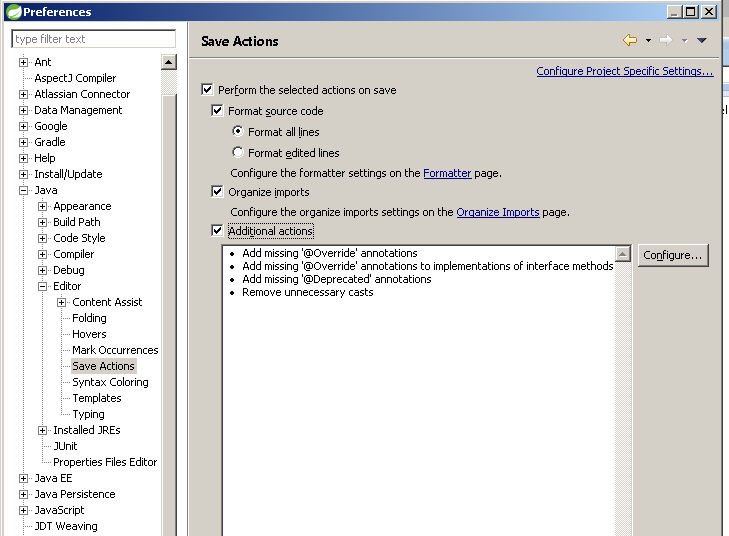 Preferences
type filter text
Ant
AspectJ Compiler
Atlassian Connector
Data Management
Google
Gradle
Help
Install/Update
Java
Appearance
Build Path
Code Style
Compiler
Debug
Editor
Content Assist
Folding
Hovers
Mark Occurrences
Save Actions
Syntax Coloring
Templates
Typing
Installed JREs
JUnit
Properties Files Editor
Java EE
Java Persistence
JavaScript
JDT Weaving
Save Actions
Configure Project Specific Settings...
Perform the selected actions on save
Format source code
Format all lines
Format edited lines
Configure the formatter settings on the Formatter page.
Organize imports
Configure the organize imports settings on the Organize Imports page.
Additional actions
• Add missing '@Override' annotations
• Add missing '@Override' annotations to implementations of interface methods
• Add missing '@Deprecated' annotations
• Remove unnecessary casts
Configure...